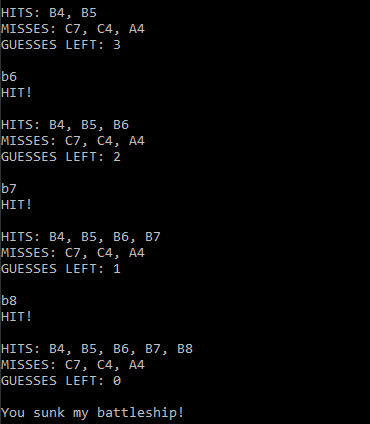 HITS: B4, B5
MISSES: C7, C4, A4
GUESSES LEFT: 3
b6
HIT!
HITS: B4, B5, B6
MISSES: C7, C4, A4
GUESSES LEFT: 2
b7
HIT!
HITS: B4, B5, B6, B7
MISSES: C7, C4, A4
GUESSES LEFT: 1
b8
HIT!
HITS: B4, B5, B6, B7, B8
MISSES: C7, C4, A4
GUESSES LEFT: 0
You sunk my battleship!